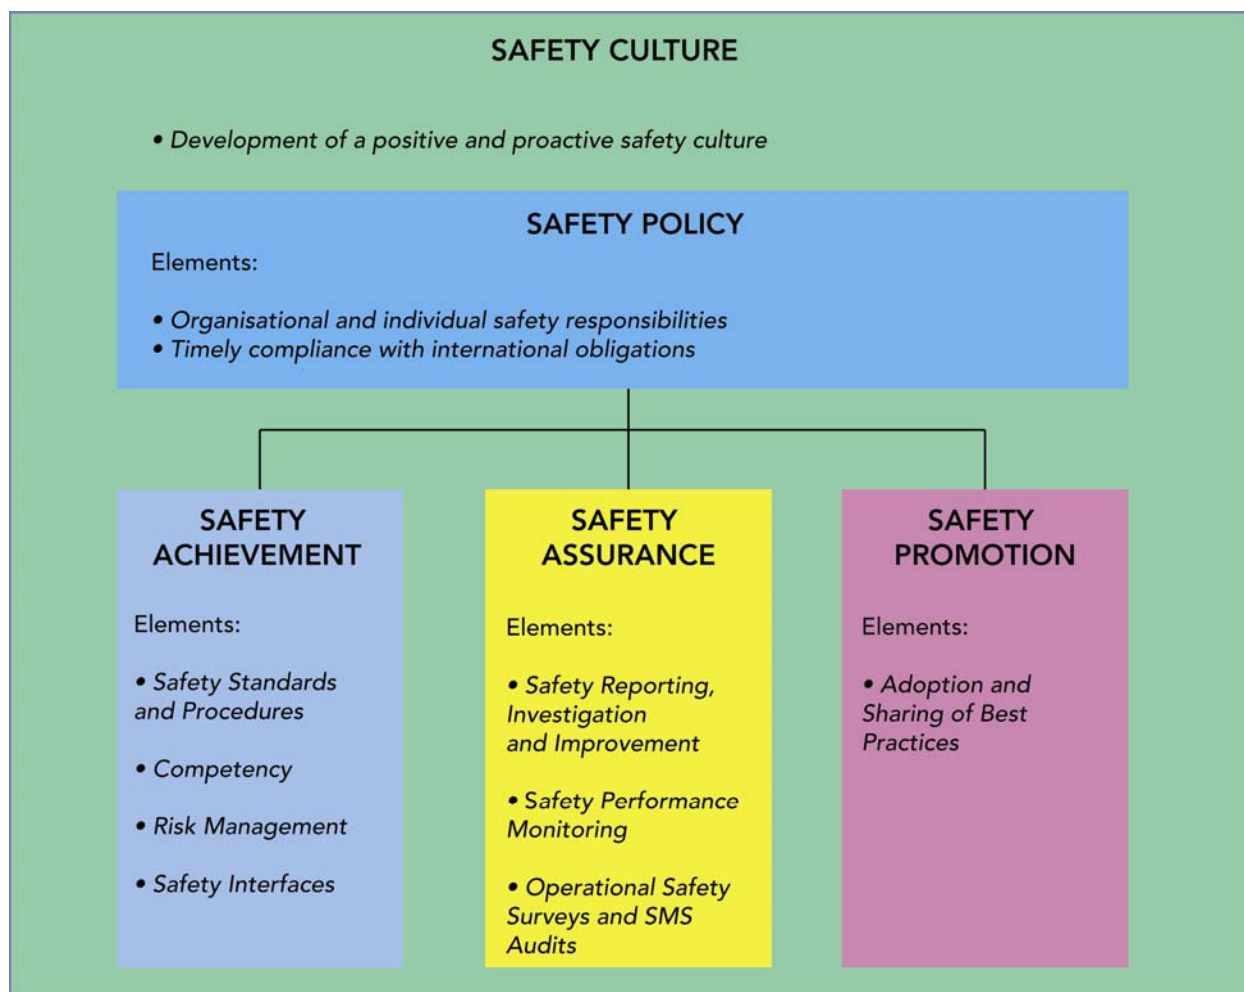 SAFETY CULTURE
• Development of a positive and proactive safety culture
SAFETY POLICY
Elements:
• Organisational and individual safety responsibilities
• Timely compliance with international obligations
SAFETY
ACHIEVEMENT
Elements:
• Safety Standards
and Procedures
• Competency
• Risk Management
• Safety Interfaces
SAFETY
ASSURANCE
Elements:
• Safety Reporting,
Investigation
and Improvement
• Safety Performance
Monitoring
• Operational Safety
Surveys and SMS
Audits
SAFETY
PROMOTION
Elements:
• Adoption and
Sharing of Best
Practices